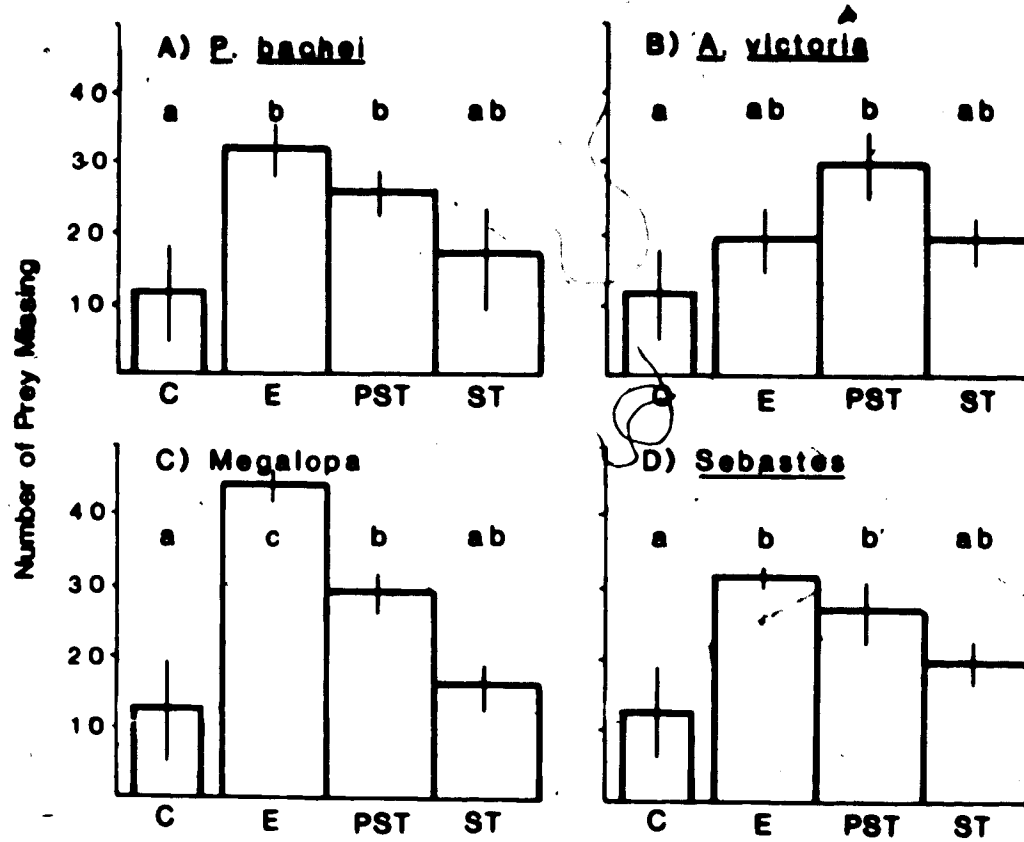 A) P. bachei
40
30
20
10
a b b ab
C E PST ST
B) A. victoria
a ab b ab
C E PST ST
Number of Prey Missing
C) Megalopa
40
30
20
10
a c b ab
C E PST ST
D) Sebastes
a b b ab
C E PST ST